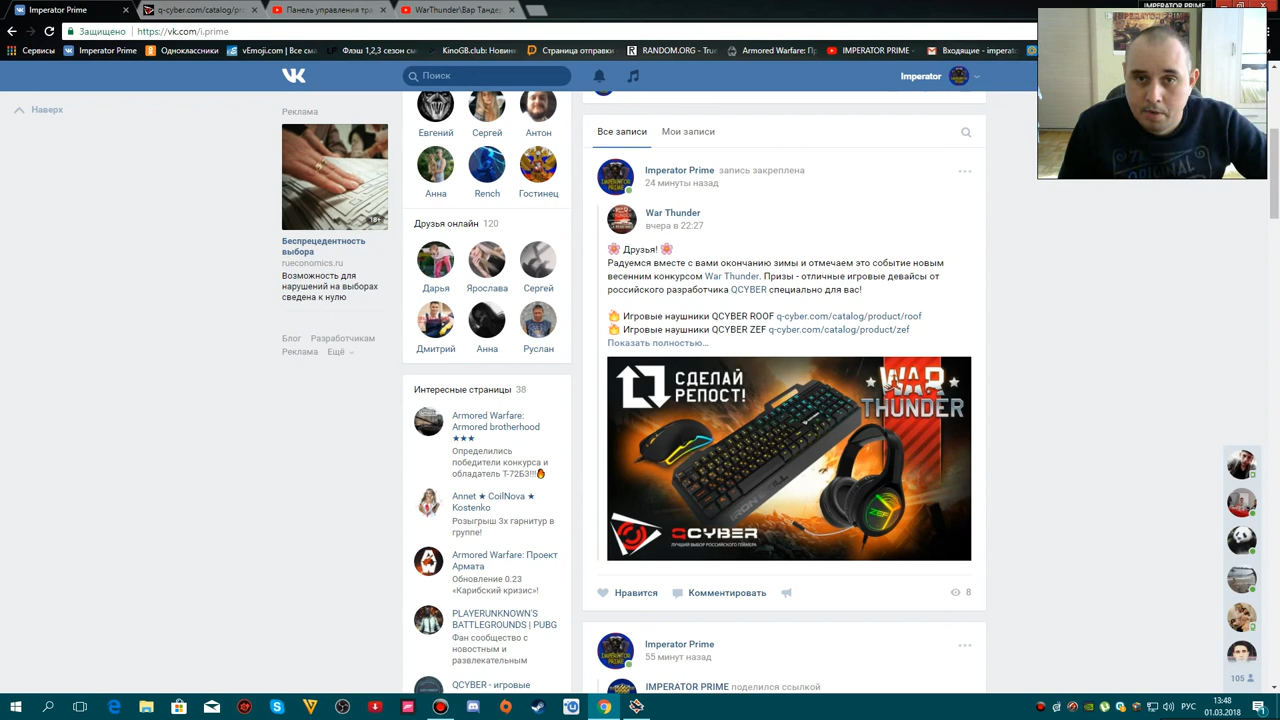 Imperator Prime
q-cyber.com/catalog/pro
Панель управления тра
WarThunder\Вар Танде
Защищено
https://vk.com/i.prime
Сервисы
Imperator Prime
Одноклассники
vEmoji.com | Все сма
Флэш 1,2,3 сезон смо
KinoGB.club: Новинк
Страница отправки
RANDOM.ORG - True
Armored Warfare: Пр
IMPERATOR PRIME -
Входящие - imperato
IMPERATOR PRIME
Поиск
Imperator
Наверх
Реклама
18+
Беспрецедентность
выбора
rueconomics.ru
Возможность для
нарушений на выборах
сведена к нулю
Блог Разработчикам
Реклама Ещё
Евгений Сергей Антон
Анна Rench Гостинец
Друзья онлайн 120
Дарья Ярослава Сергей
Дмитрий Анна Руслан
Интересные страницы 38
Armored Warfare:
Armored brotherhood
★★★
Определились
победители конкурса и
обладатель Т-72Б3!!!
Annet ★ CoilNova ★
Kostenko
Розыгрыш 3х гарнитур в
группе!
Armored Warfare: Проект
Армата
Обновление 0.23
«Карибский кризис»!
PLAYERUNKNOWN'S
BATTLEGROUNDS | PUBG
Фан сообщество с
новостным и
развлекательным
QCYBER - игровые
Все записи Мои записи
Imperator Prime запись закреплена
24 минуты назад
War Thunder
вчера в 22:27
Друзья!
Радуемся вместе с вами окончанию зимы и отмечаем это событие новым
весенним конкурсом War Thunder. Призы - отличные игровые девайсы от
российского разработчика QCYBER специально для вас!
Игровые наушники QCYBER ROOF q-cyber.com/catalog/product/roof
Игровые наушники QCYBER ZEF q-cyber.com/catalog/product/zef
Показать полностью...
СДЕЛАЙ
РЕПОСТ!
WAR
THUNDER
ZEF
QCYBER
ЛУЧШИЙ ВЫБОР РОССИЙСКОГО ГЕЙМЕРА
Нравится Комментировать 8
Imperator Prime
55 минут назад
IMPERATOR PRIME поделился ссылкой
105
РУС
13:48
01.03.2018